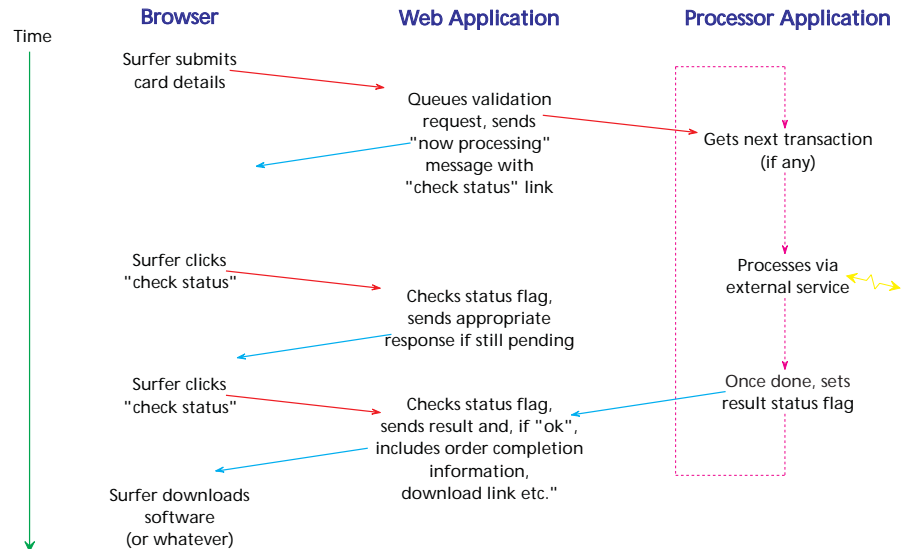 Browser
Web Application
Processor Application
Time
Surfer submits
card details
Queues validation
request, sends
"now processing"
message with
"check status" link
Gets next transaction
(if any)
Surfer clicks
"check status"
Processes via
external service
Checks status flag,
sends appropriate
response if still pending
Surfer clicks
"check status"
Once done, sets
result status flag
Checks status flag,
sends result and, if "ok",
includes order completion
information,
download link etc."
Surfer downloads
software
(or whatever)